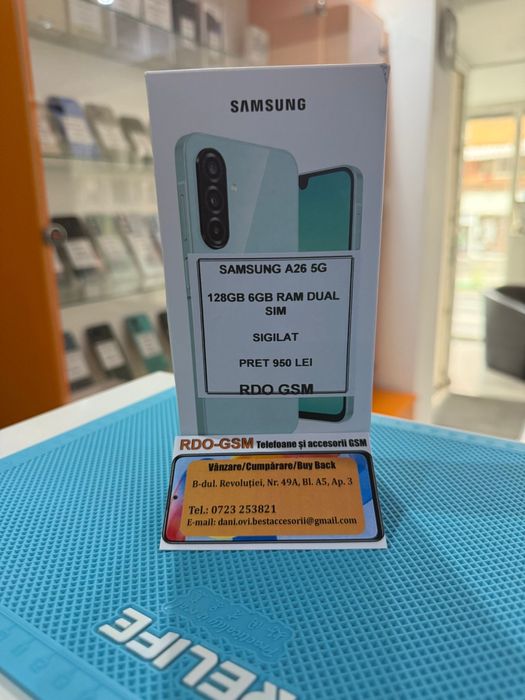 SAMSUNG
SAMSUNG A26 5G
128GB 6GB RAM DUAL
SIM
SIGILAT
PRET 950 LEI
RDO GSM
RDO-GSM Telefoane și accesorii GSM
Vânzare/Cumpărare/Buy Back
B-dul. Revoluției, Nr. 49A, Bl. A5, Ap. 3
Tel.: 0723 253821
E-mail: dani.ovi.bestaccesorii@gmail.com
RELIFE